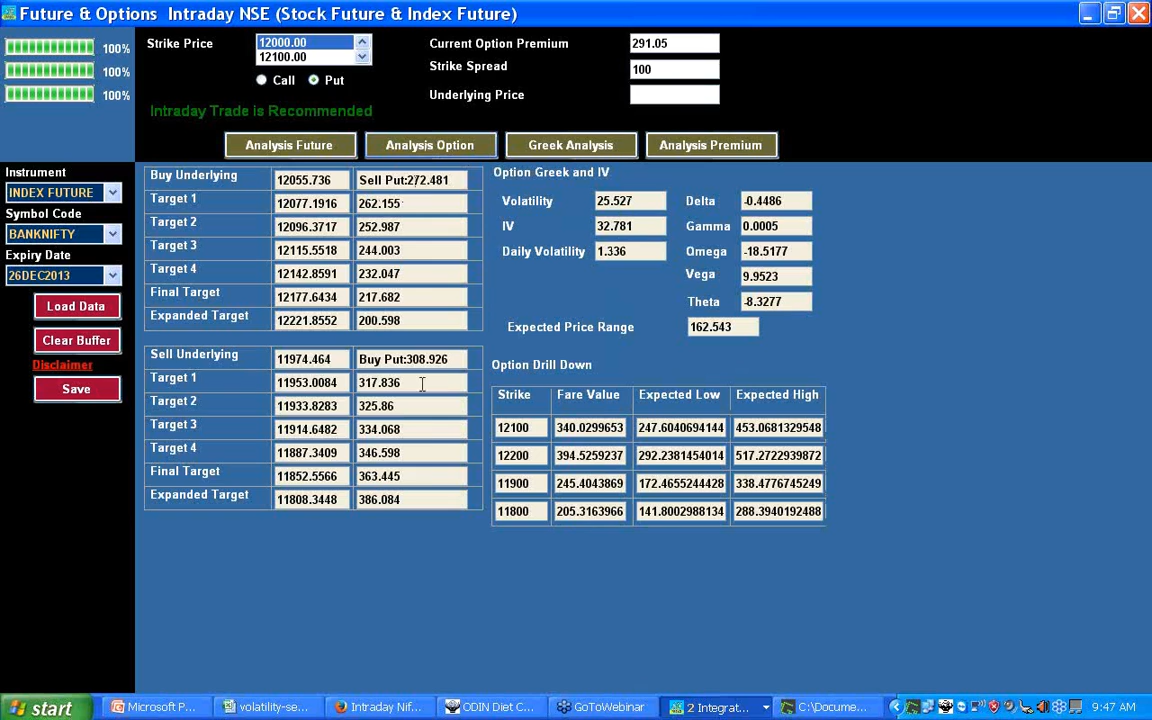 Future & Options Intraday NSE (Stock Future & Index Future)
100%
100%
100%
Strike Price
12000.00
12100.00
Call Put
Current Option Premium 291.05
Strike Spread 100
Underlying Price
Intraday Trade is Recommended
Analysis Future Analysis Option Greek Analysis Analysis Premium
Instrument
INDEX FUTURE
Symbol Code
BANKNIFTY
Expiry Date
26DEC2013
Load Data
Clear Buffer
Disclaimer
Save
Buy Underlying 12055.736 Sell Put:272.481
Target 1 12077.1916 262.155
Target 2 12096.3717 252.987
Target 3 12115.5518 244.003
Target 4 12142.8591 232.047
Final Target 12177.6434 217.682
Expanded Target 12221.8552 200.598
Sell Underlying 11974.464 Buy Put:308.926
Target 1 11953.0084 317.836
Target 2 11933.8283 325.86
Target 3 11914.6482 334.068
Target 4 11887.3409 346.598
Final Target 11852.5566 363.445
Expanded Target 11808.3448 386.084
Option Greek and IV
Volatility 25.527 Delta -0.4486
IV 32.781 Gamma 0.0005
Daily Volatility 1.336 Omega -18.5177
Vega 9.9523
Theta -8.3277
Expected Price Range 162.543
Option Drill Down
Strike Fare Value Expected Low Expected High
12100 340.0299653 247.6040694144 453.0681329548
12200 394.5259237 292.2381454014 517.2722939872
11900 245.4043869 172.4655244428 338.4776745249
11800 205.3163966 141.8002988134 288.3940192488
start
Microsoft P...
volatility-se...
Intraday Nif...
ODIN Diet C...
GoToWebinar
2 Integrat...
C:\Docume...
9:47 AM